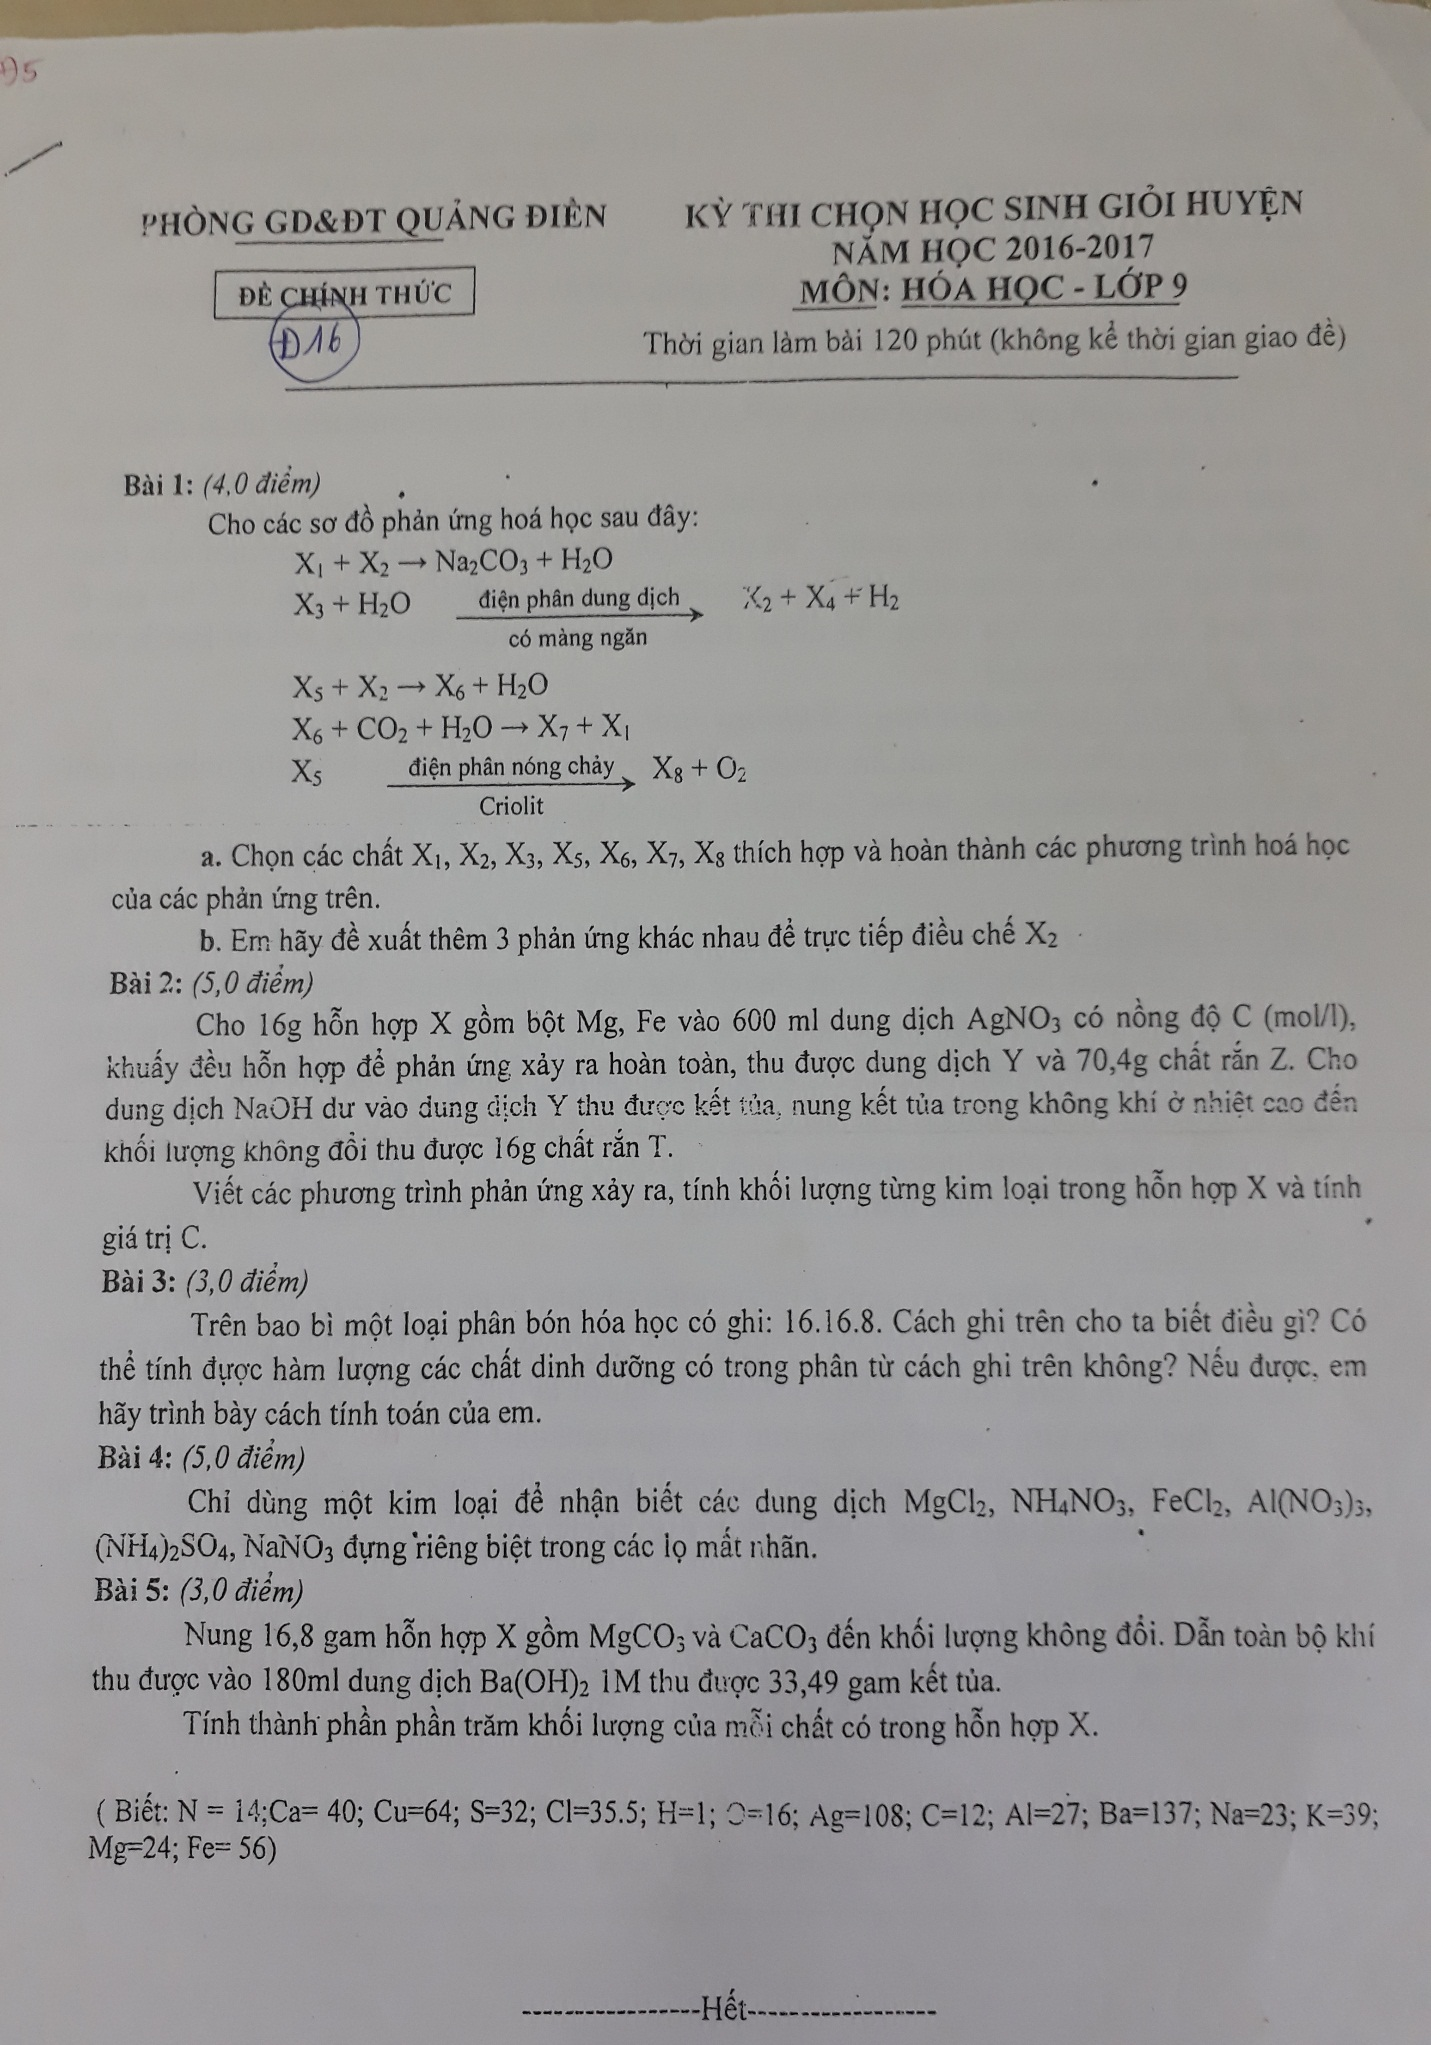 Đ5
PHÒNG GD&ĐT QUẢNG ĐIỀN
KỲ THI CHỌN HỌC SINH GIỎI HUYỆN
NĂM HỌC 2016-2017
ĐỀ CHÍNH THỨC
MÔN: HÓA HỌC - LỚP 9
Đ16
Thời gian làm bài 120 phút (không kể thời gian giao đề)
Bài 1: (4,0 điểm)
Cho các sơ đồ phản ứng hoá học sau đây:
X₁ + X₂ → Na₂CO₃ + H₂O
X₃ + H₂O điện phân dung dịch → X₂ + X₄ + H₂
có màng ngăn
X₅ + X₂ → X₆ + H₂O
X₆ + CO₂ + H₂O → X₇ + X₁
X₅ điện phân nóng chảy → X₈ + O₂
Criolit
a. Chọn các chất X₁, X₂, X₃, X₅, X₆, X₇, X₈ thích hợp và hoàn thành các phương trình hoá học
của các phản ứng trên.
b. Em hãy đề xuất thêm 3 phản ứng khác nhau để trực tiếp điều chế X₂
Bài 2: (5,0 điểm)
Cho 16g hỗn hợp X gồm bột Mg, Fe vào 600 ml dung dịch AgNO₃ có nồng độ C (mol/l),
khuấy đều hỗn hợp để phản ứng xảy ra hoàn toàn, thu được dung dịch Y và 70,4g chất rắn Z. Cho
dung dịch NaOH dư vào dung dịch Y thu được kết tủa, nung kết tủa trong không khí ở nhiệt cao đến
khối lượng không đổi thu được 16g chất rắn T.
Viết các phương trình phản ứng xảy ra, tính khối lượng từng kim loại trong hỗn hợp X và tính
giá trị C.
Bài 3: (3,0 điểm)
Trên bao bì một loại phân bón hóa học có ghi: 16.16.8. Cách ghi trên cho ta biết điều gì? Có
thể tính được hàm lượng các chất dinh dưỡng có trong phân từ cách ghi trên không? Nếu được, em
hãy trình bày cách tính toán của em.
Bài 4: (5,0 điểm)
Chỉ dùng một kim loại để nhận biết các dung dịch MgCl₂, NH₄NO₃, FeCl₂, Al(NO₃)₃,
(NH₄)₂SO₄, NaNO₃ đựng riêng biệt trong các lọ mất nhãn.
Bài 5: (3,0 điểm)
Nung 16,8 gam hỗn hợp X gồm MgCO₃ và CaCO₃ đến khối lượng không đổi. Dẫn toàn bộ khí
thu được vào 180ml dung dịch Ba(OH)₂ 1M thu được 33,49 gam kết tủa.
Tính thành phần phần trăm khối lượng của mỗi chất có trong hỗn hợp X.
( Biết: N = 14;Ca= 40; Cu=64; S=32; Cl=35.5; H=1; O=16; Ag=108; C=12; Al=27; Ba=137; Na=23; K=39;
Mg=24; Fe= 56)
------------------Hết-------------------